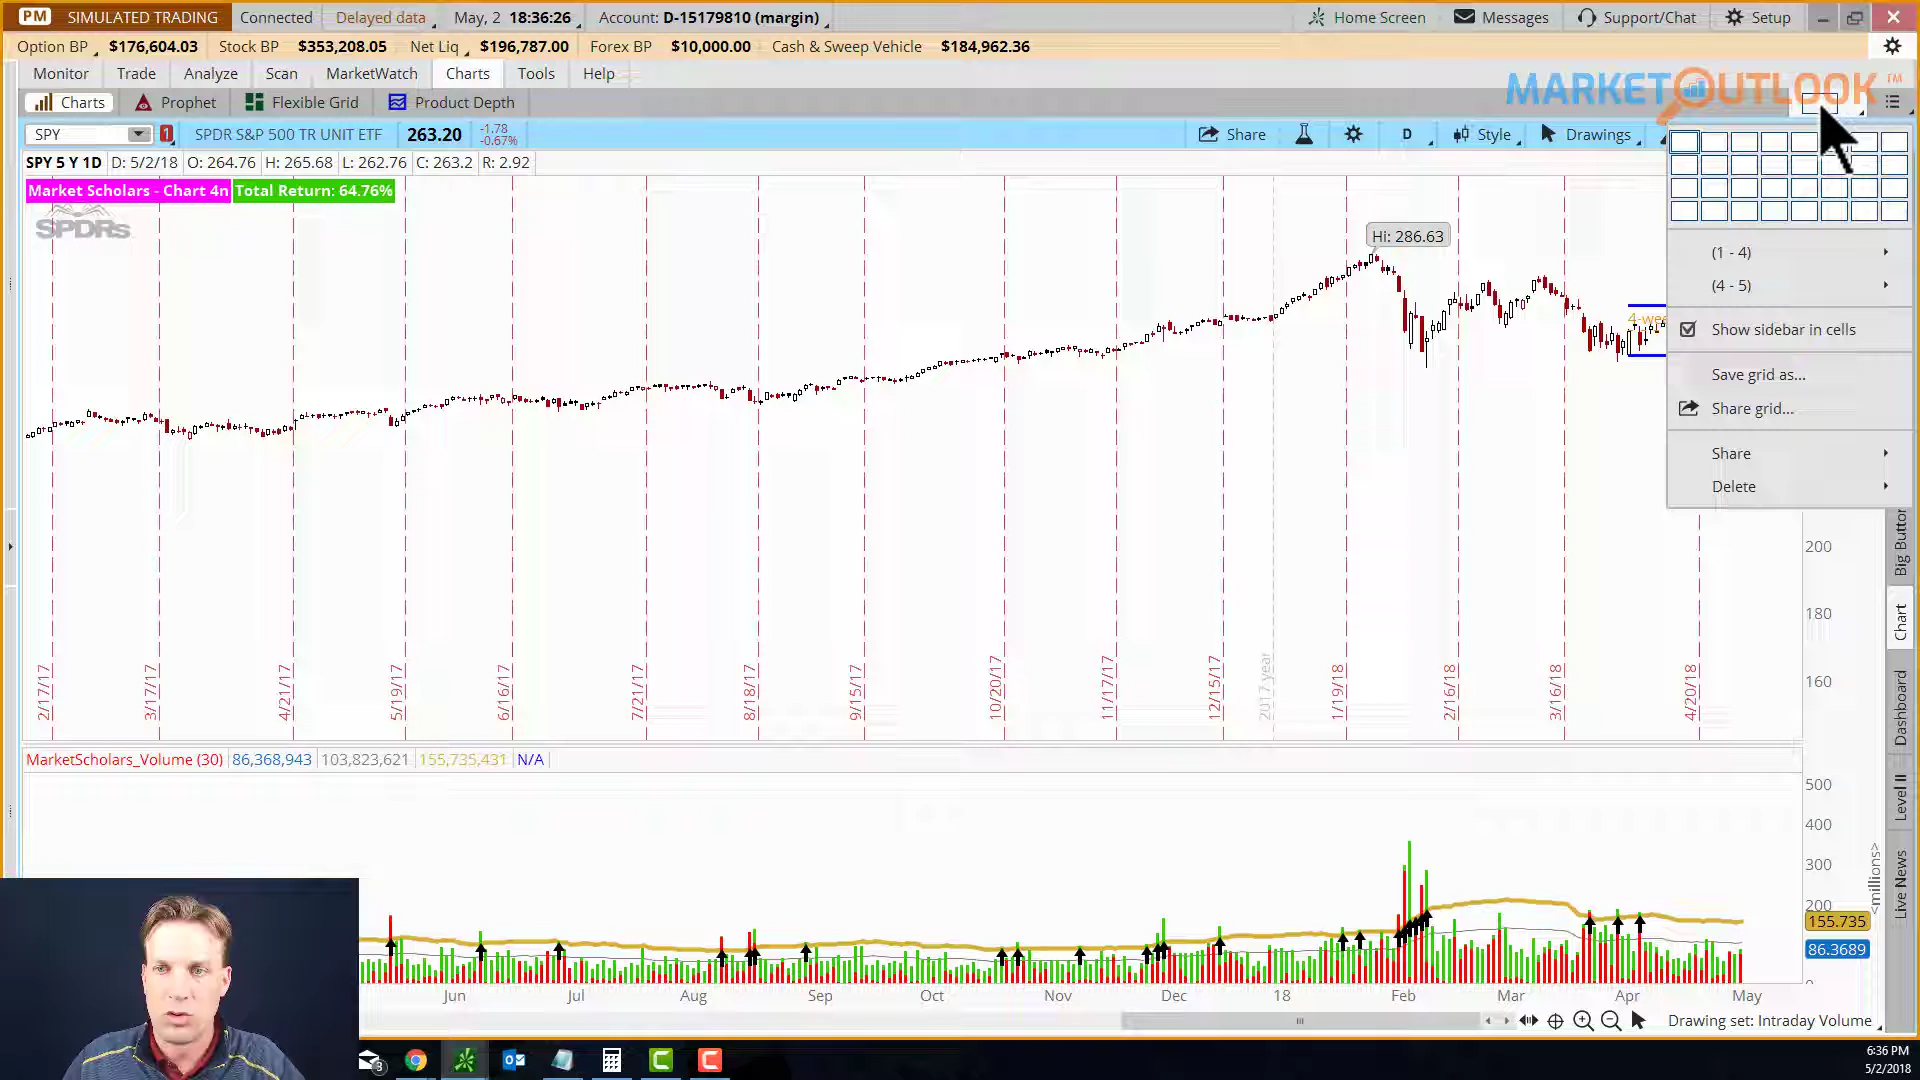 PM SIMULATED TRADING Connected Delayed data May, 2 18:36:26 Account: D-15179810 (margin) Home Screen Messages Support/Chat Setup
Option BP $176,604.03 Stock BP $353,208.05 Net Liq $196,787.00 Forex BP $10,000.00 Cash & Sweep Vehicle $184,962.36
Monitor Trade Analyze Scan MarketWatch Charts Tools Help
MARKETOUTLOOK TM
Charts Prophet Flexible Grid Product Depth
SPY 1 SPDR S&P 500 TR UNIT ETF 263.20 -1.78 -0.67% Share D Style Drawings
SPY 5 Y 1D D: 5/2/18 O: 264.76 H: 265.68 L: 262.76 C: 263.2 R: 2.92
Market Scholars - Chart 4n Total Return: 64.76%
SPDRs
Hi: 286.63
(1 - 4)
(4 - 5)
Show sidebar in cells
Save grid as...
Share grid...
Share
Delete
200
180
160
2/17/17 3/17/17 4/21/17 5/19/17 6/16/17 7/21/17 8/18/17 9/15/17 10/20/17 11/17/17 12/15/17 2017 year 1/19/18 2/16/18 3/16/18 4/20/18
Chart
Dashboard
Level II
Live News
MarketScholars_Volume (30) 86,368,943 103,823,621 155,735,431 N/A
500
400
300
200
155.735
86.3689
<millions>
Jun Jul Aug Sep Oct Nov Dec 18 Feb Mar Apr May
Drawing set: Intraday Volume
3
6:36 PM
5/2/2018